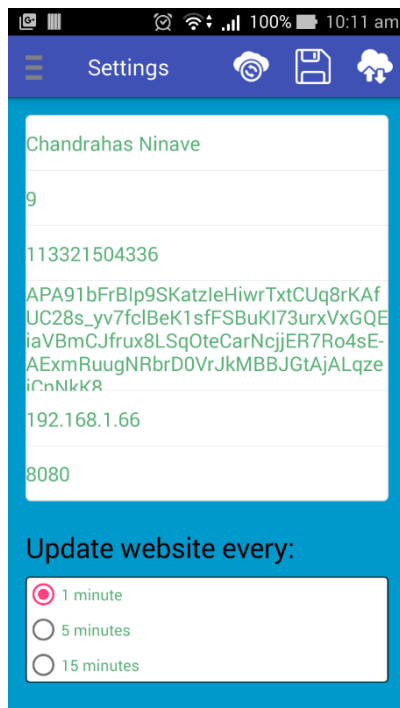 G+ 100% 10:11 am
Settings
Chandrahas Ninave
9
113321504336
APA91bFrBIp9SKatzIeHiwrTxtCUq8rKAf
UC28s_yv7fclBeK1sfFSBuKI73urxVxGQE
iaVBmCJfrux8LSqOteCarNcjjER7Ro4sE-
AExmRuugNRbrD0VrJkMBBJGtAjALqze
iCnNkK8
192.168.1.66
8080
Update website every:
1 minute
5 minutes
15 minutes